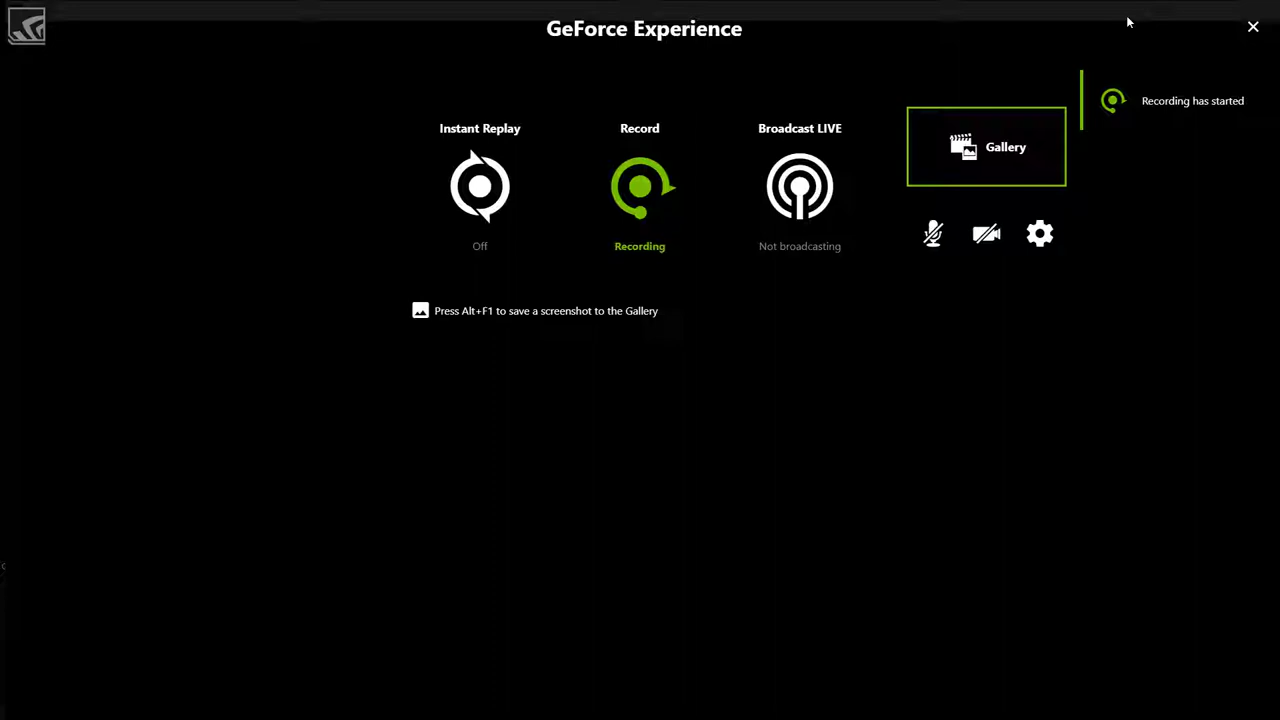 GeForce Experience
Recording has started
Instant Replay
Record
Broadcast LIVE
Gallery
Off
Recording
Not broadcasting
Press Alt+F1 to save a screenshot to the Gallery